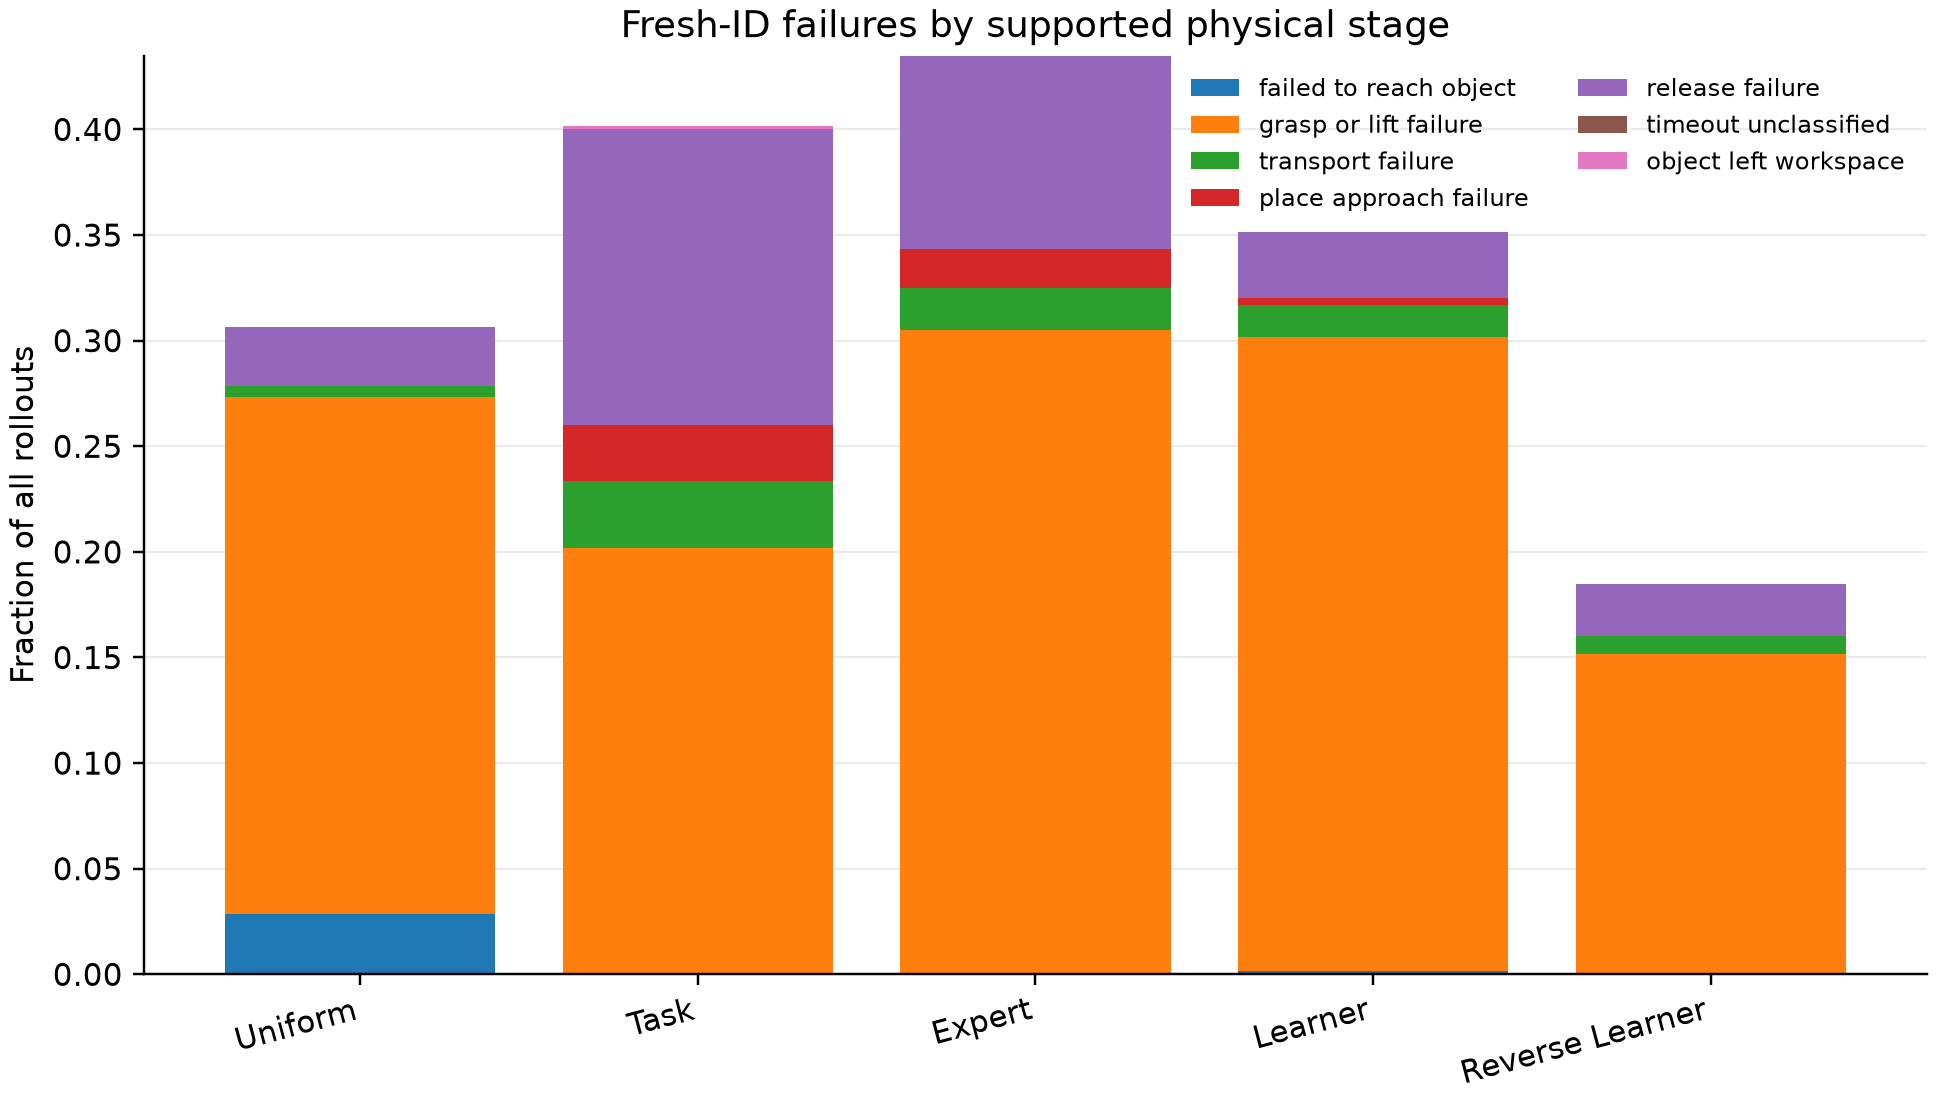 Fresh-ID failures by supported physical stage
failed to reach object
grasp or lift failure
transport failure
place approach failure
release failure
timeout unclassified
object left workspace
Fraction of all rollouts
0.40
0.35
0.30
0.25
0.20
0.15
0.10
0.05
0.00
Uniform
Task
Expert
Learner
Reverse Learner